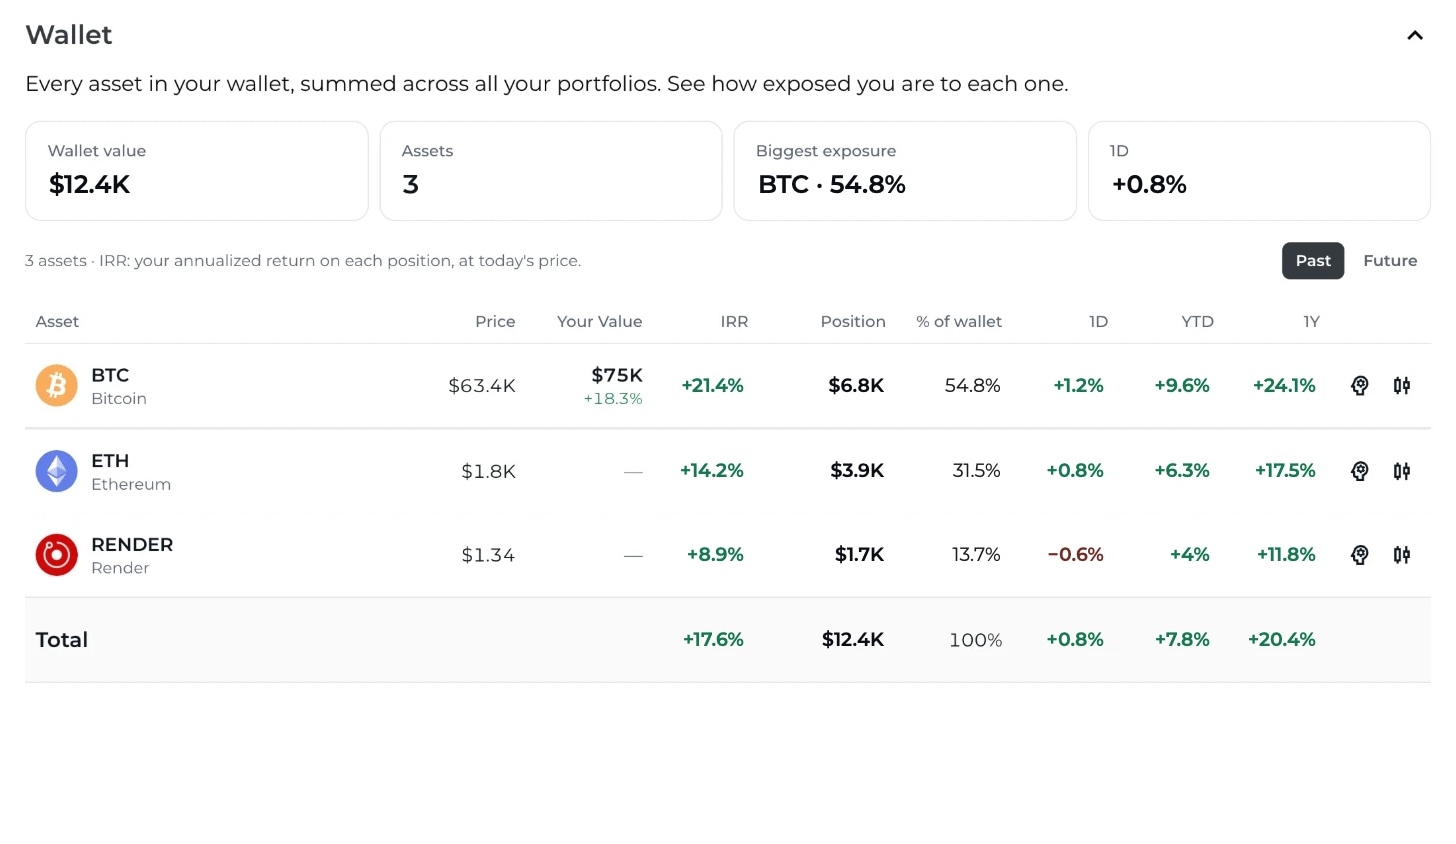 Wallet
Every asset in your wallet, summed across all your portfolios. See how exposed you are to each one.
Wallet value
$12.4K
Assets
3
Biggest exposure
BTC · 54.8%
1D
+0.8%
3 assets · IRR: your annualized return on each position, at today's price.
Past Future
Asset Price Your Value IRR Position % of wallet 1D YTD 1Y
BTC
Bitcoin
$63.4K $75K +18.3% +21.4% $6.8K 54.8% +1.2% +9.6% +24.1%
ETH
Ethereum
$1.8K — +14.2% $3.9K 31.5% +0.8% +6.3% +17.5%
RENDER
Render
$1.34 — +8.9% $1.7K 13.7% −0.6% +4% +11.8%
Total +17.6% $12.4K 100% +0.8% +7.8% +20.4%